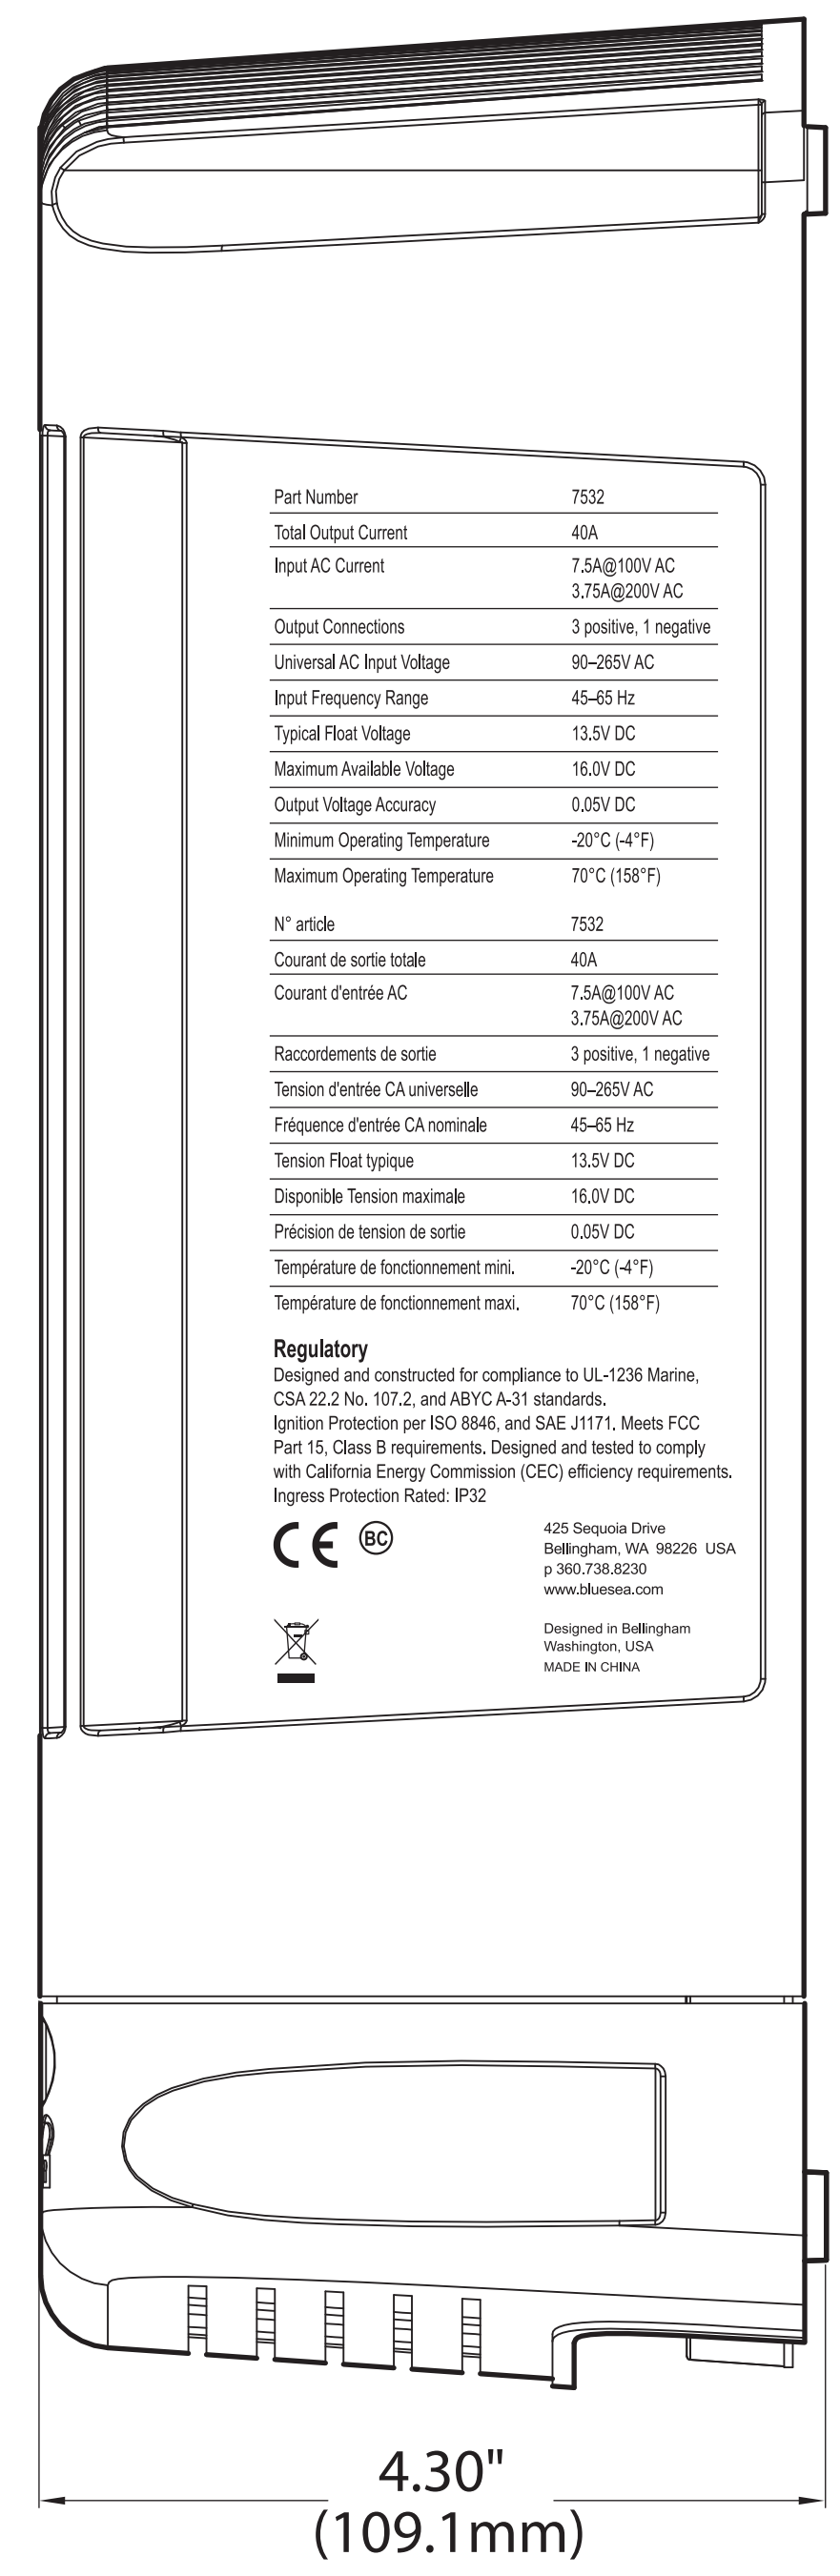 Part Number 7532
Total Output Current 40A
Input AC Current 7.5A@100V AC
3.75A@200V AC
Output Connections 3 positive, 1 negative
Universal AC Input Voltage 90–265V AC
Input Frequency Range 45–65 Hz
Typical Float Voltage 13.5V DC
Maximum Available Voltage 16.0V DC
Output Voltage Accuracy 0.05V DC
Minimum Operating Temperature -20°C (-4°F)
Maximum Operating Temperature 70°C (158°F)
N° article 7532
Courant de sortie totale 40A
Courant d'entrée AC 7.5A@100V AC
3.75A@200V AC
Raccordements de sortie 3 positive, 1 negative
Tension d'entrée CA universelle 90–265V AC
Fréquence d'entrée CA nominale 45–65 Hz
Tension Float typique 13.5V DC
Disponible Tension maximale 16.0V DC
Précision de tension de sortie 0.05V DC
Température de fonctionnement mini. -20°C (-4°F)
Température de fonctionnement maxi. 70°C (158°F)
Regulatory
Designed and constructed for compliance to UL-1236 Marine,
CSA 22.2 No. 107.2, and ABYC A-31 standards.
Ignition Protection per ISO 8846, and SAE J1171. Meets FCC
Part 15, Class B requirements. Designed and tested to comply
with California Energy Commission (CEC) efficiency requirements.
Ingress Protection Rated: IP32
CE BC
425 Sequoia Drive
Bellingham, WA 98226 USA
p 360.738.8230
www.bluesea.com
Designed in Bellingham
Washington, USA
MADE IN CHINA
4.30"
(109.1mm)